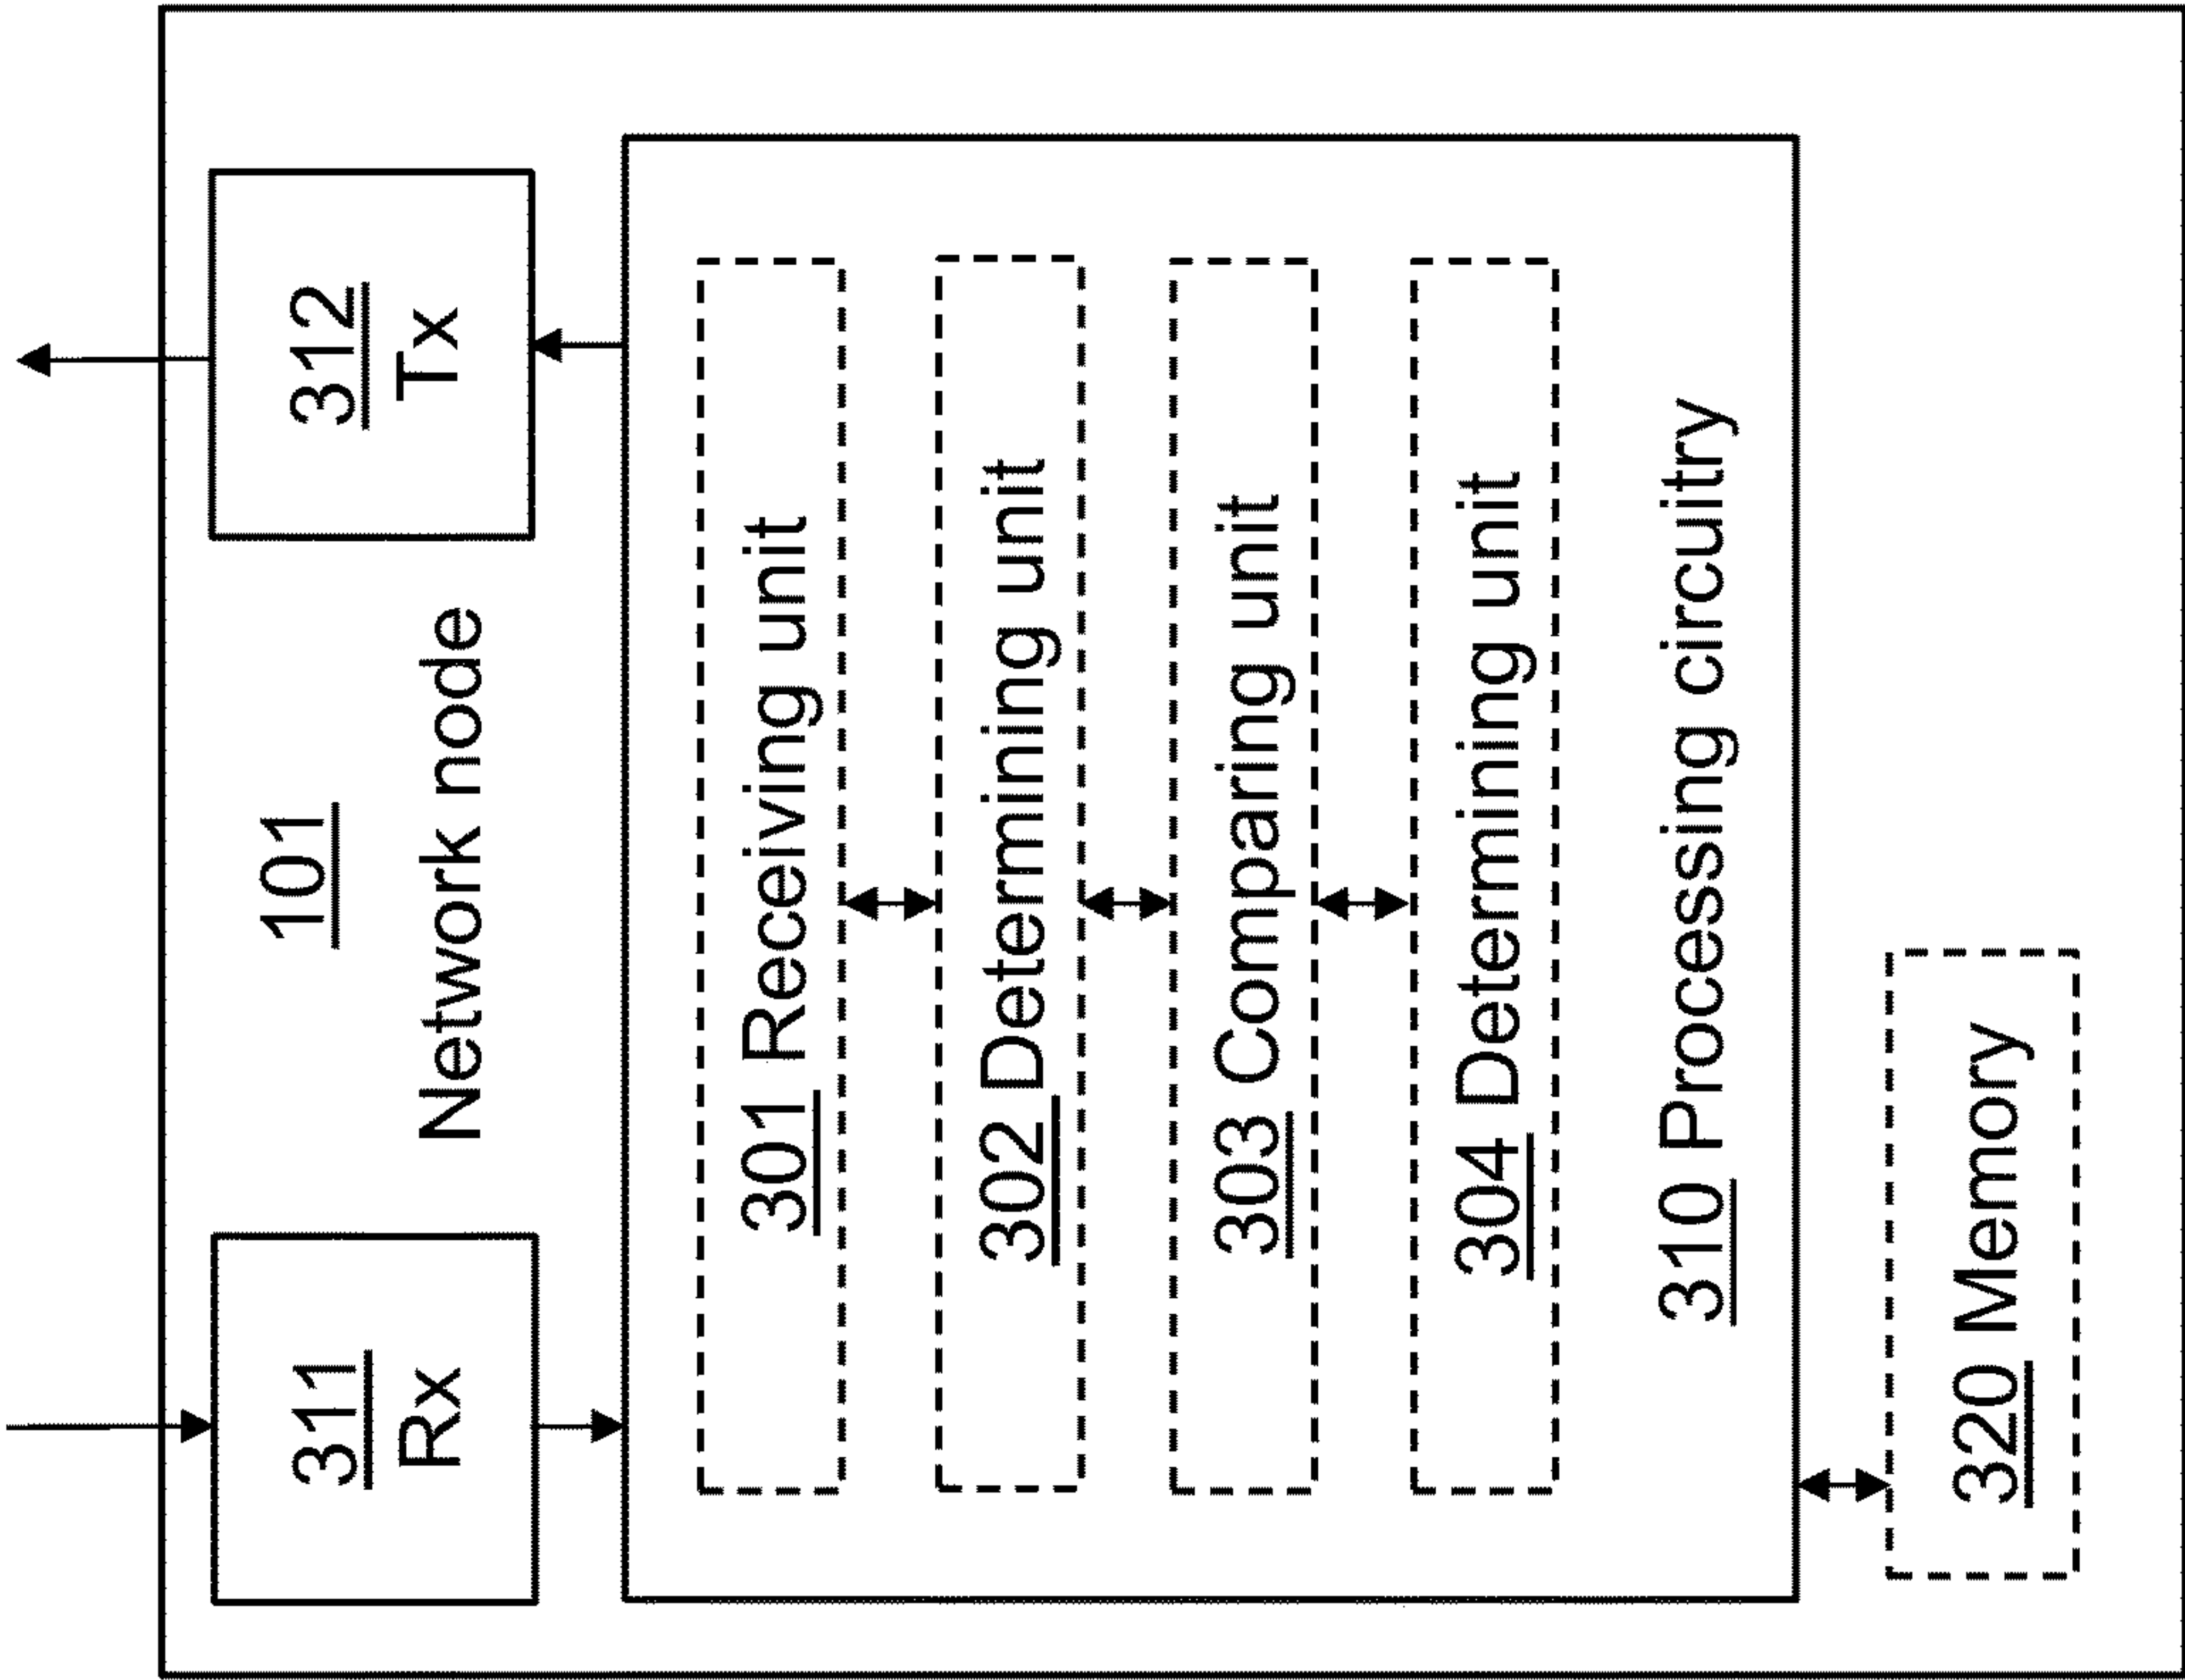 101
Network node
311
Rx
312
Tx
301 Receiving unit
302 Determining unit
303 Comparing unit
304 Determining unit
310 Processing circuitry
320 Memory